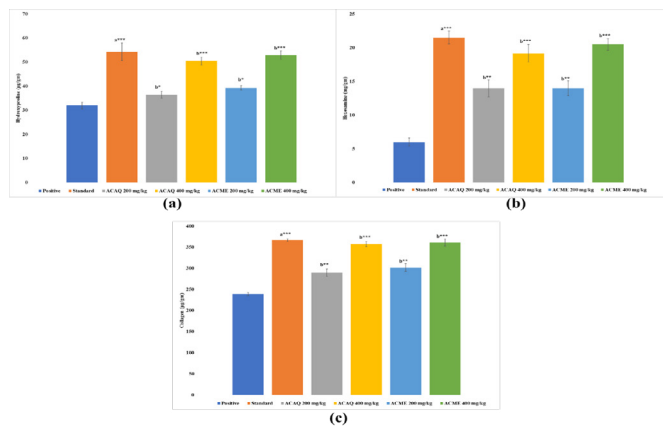 70
60
50
40
30
20
10
0
Hydroxyproline (µg/gm)
a***
b*
b***
b*
b***
Positive Standard ACAQ 200 mg/kg ACAQ 400 mg/kg ACME 200 mg/kg ACME 400 mg/kg
(a)
25
20
15
10
5
0
Hexosamine (mg/gm)
a***
b**
b***
b**
b***
Positive Standard ACAQ 200 mg/kg ACAQ 400 mg/kg ACME 200 mg/kg ACME 400 mg/kg
(b)
400
350
300
250
200
150
100
50
0
Collagen (µg/gm)
a***
b**
b***
b**
b***
Positive Standard ACAQ 200 mg/kg ACAQ 400 mg/kg ACME 200 mg/kg ACME 400 mg/kg
(c)